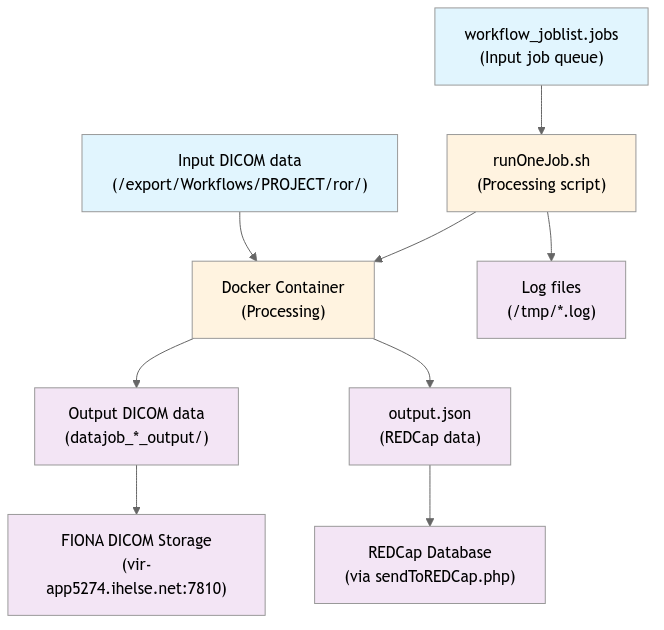 workflow_joblist.jobs
(Input job queue)
Input DICOM data
(/export/Workflows/PROJECT/ror/)
runOneJob.sh
(Processing script)
Docker Container
(Processing)
Log files
(/tmp/*.log)
Output DICOM data
(datajob_*_output/)
output.json
(REDCap data)
FIONA DICOM Storage
(vir-
app5274.ihelse.net:7810)
REDCap Database
(via sendToREDCap.php)